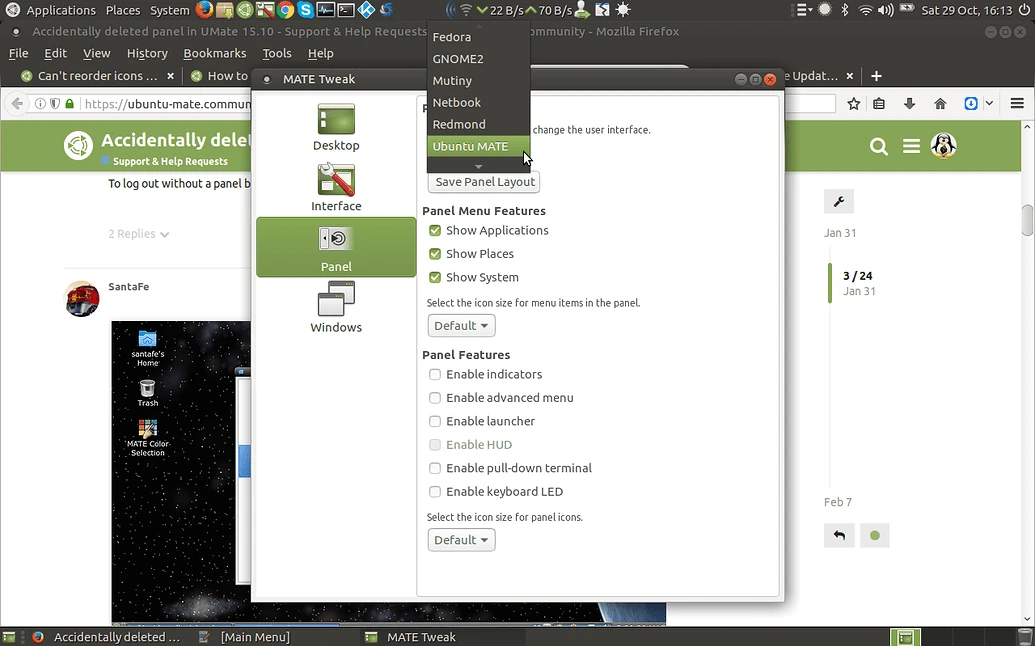 Applications Places System 22 B/s 70 B/s Sat 29 Oct, 16:13
Accidentally deleted panel in UMate 15.10 - Support & Help Requests
ommunity - Mozilla Firefox
File Edit View History Bookmarks Tools Help
Can't reorder icons ... × How to
e Updat... × +
https://ubuntu-mate.commun
Accidentally delet
Support & Help Requests
To log out without a panel b
2 Replies
SantaFe
santafe's
Home
Trash
MATE Color
Selection
MATE Tweak
Desktop
Interface
Panel
Windows
Fedora
GNOME2
Mutiny
Netbook
Redmond
Ubuntu MATE
change the user interface.
Save Panel Layout
Panel Menu Features
Show Applications
Show Places
Show System
Select the icon size for menu items in the panel.
Default
Panel Features
Enable indicators
Enable advanced menu
Enable launcher
Enable HUD
Enable pull-down terminal
Enable keyboard LED
Select the icon size for panel icons.
Default
Jan 31
3 / 24
Jan 31
Feb 7
Accidentally deleted ... [Main Menu] MATE Tweak